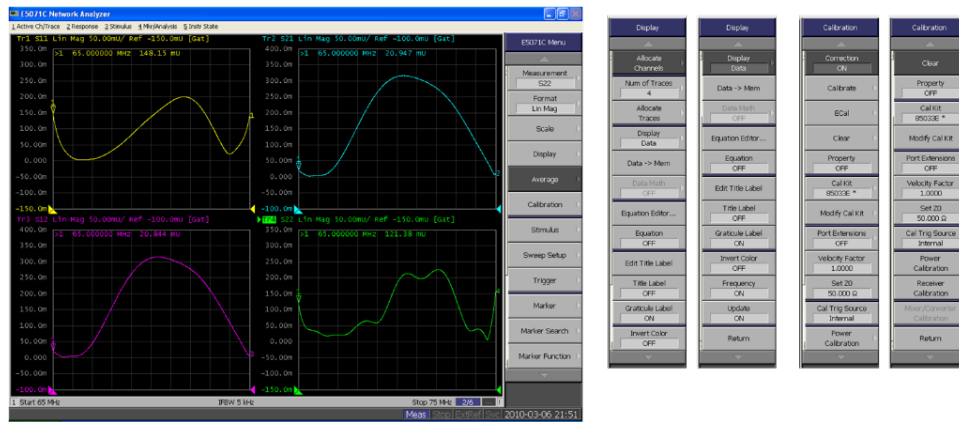 E5071C Network Analyzer
1 Active Ch/Trace 2 Response 3 Stimulus 4 Mkr/Analysis 5 Instr State
Tr1 S11 Lin Mag 50.00mU/ Ref -150.0mU [Gat]
350.0m
>1 65.000000 MHz 148.15 mU
300.0m
250.0m
200.0m
150.0m
100.0m
50.00m
0.000
-50.00m
-100.0m
-150.0m
Tr2 S21 Lin Mag 50.00mU/ Ref -100.0mU [Gat]
400.0m
>1 65.000000 MHz 20.947 mU
350.0m
300.0m
250.0m
200.0m
150.0m
100.0m
50.00m
0.000
-50.00m
-100.0m
Tr3 S12 Lin Mag 50.00mU/ Ref -100.0mU [Gat]
400.0m
>1 65.000000 MHz 20.844 mU
350.0m
300.0m
250.0m
200.0m
150.0m
100.0m
50.00m
0.000
-50.00m
-100.0m
Tr4 S22 Lin Mag 50.00mU/ Ref -150.0mU [Gat]
350.0m
>1 65.000000 MHz 121.38 mU
300.0m
250.0m
200.0m
150.0m
100.0m
50.00m
0.000
-50.00m
-100.0m
-150.0m
1 Start 65 MHz IFBW 5 kHz Stop 75 MHz 2/6
Meas Stop ExtRef Svc 2010-03-06 21:51
E5071C Menu
Measurement
S22
Format
Lin Mag
Scale
Display
Average
Calibration
Stimulus
Sweep Setup
Trigger
Marker
Marker Search
Marker Function
Display
Allocate
Channels
Num of Traces
4
Allocate
Traces
Display
Data
Data -> Mem
Data Math
OFF
Equation Editor...
Equation
OFF
Edit Title Label
Title Label
OFF
Graticule Label
ON
Invert Color
OFF
Display
Display
Data
Data -> Mem
Data Math
OFF
Equation Editor...
Equation
OFF
Edit Title Label
Title Label
OFF
Graticule Label
ON
Invert Color
OFF
Frequency
ON
Update
ON
Return
Calibration
Correction
ON
Calibrate
ECal
Clear
Property
OFF
Cal Kit
85033E *
Modify Cal Kit
Port Extensions
OFF
Velocity Factor
1.0000
Set Z0
50.000 Ω
Cal Trig Source
Internal
Power
Calibration
Calibration
Clear
Property
OFF
Cal Kit
85033E *
Modify Cal Kit
Port Extensions
OFF
Velocity Factor
1.0000
Set Z0
50.000 Ω
Cal Trig Source
Internal
Power
Calibration
Receiver
Calibration
Mixer/Converter
Calibration
Return